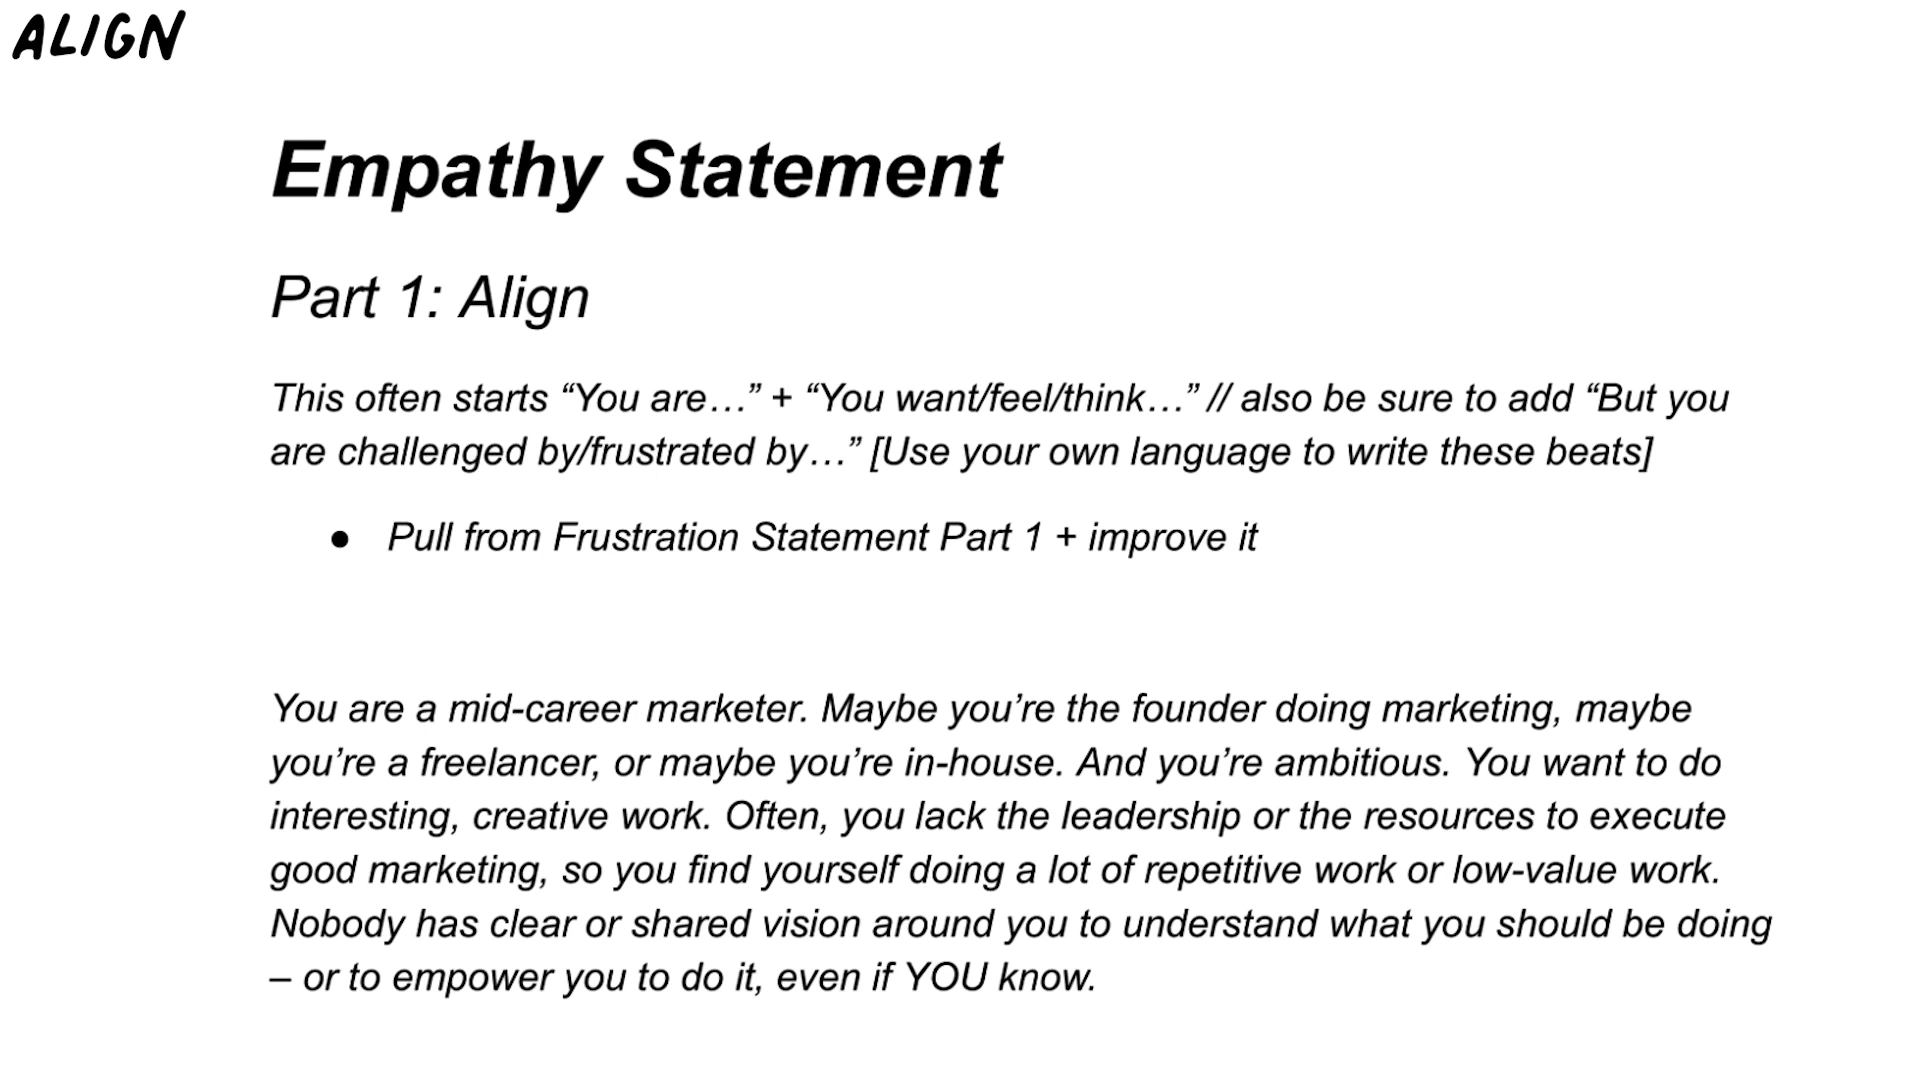 ALIGN
Empathy Statement
Part 1: Align
This often starts “You are…” + “You want/feel/think…” // also be sure to add “But you
are challenged by/frustrated by…” [Use your own language to write these beats]
● Pull from Frustration Statement Part 1 + improve it
You are a mid-career marketer. Maybe you’re the founder doing marketing, maybe
you’re a freelancer, or maybe you’re in-house. And you’re ambitious. You want to do
interesting, creative work. Often, you lack the leadership or the resources to execute
good marketing, so you find yourself doing a lot of repetitive work or low-value work.
Nobody has clear or shared vision around you to understand what you should be doing
– or to empower you to do it, even if YOU know.